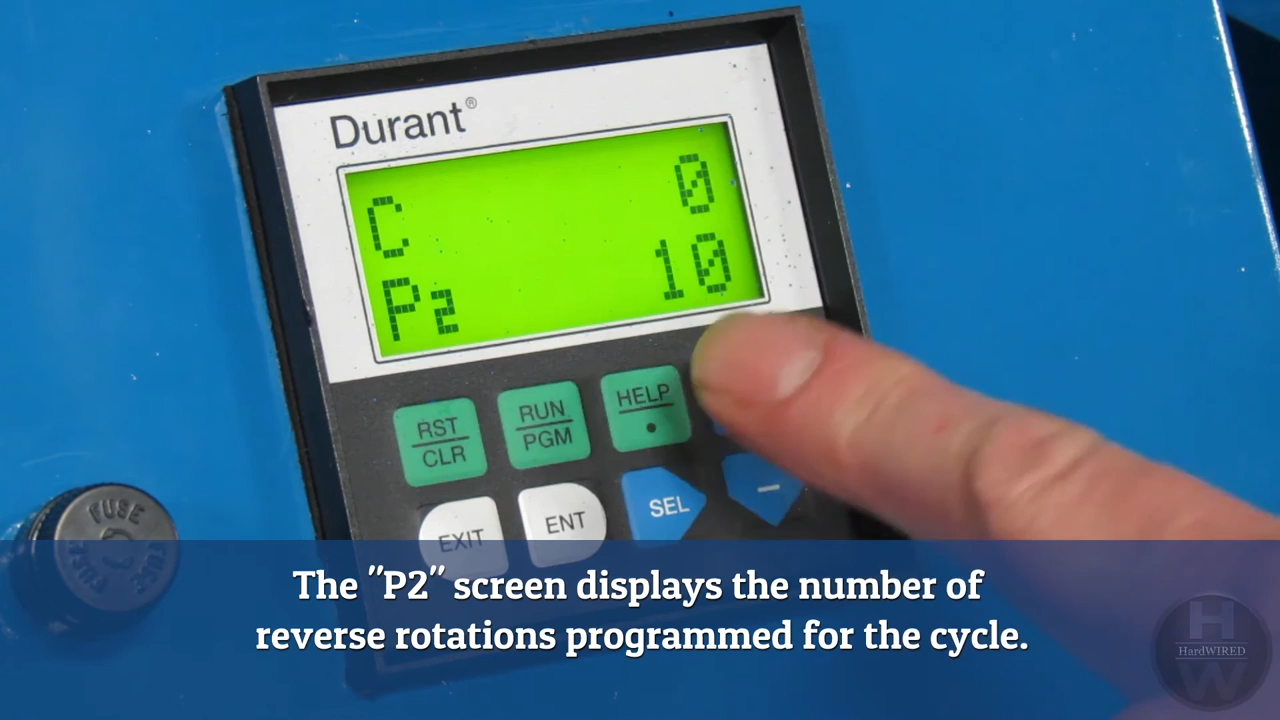 Durant®
C 0
P2 10
RST
CLR
RUN
PGM
HELP
•
EXIT
ENT
SEL
–
FUSE
FUSE
The "P2" screen displays the number of
reverse rotations programmed for the cycle.
H
HardWIRED
W